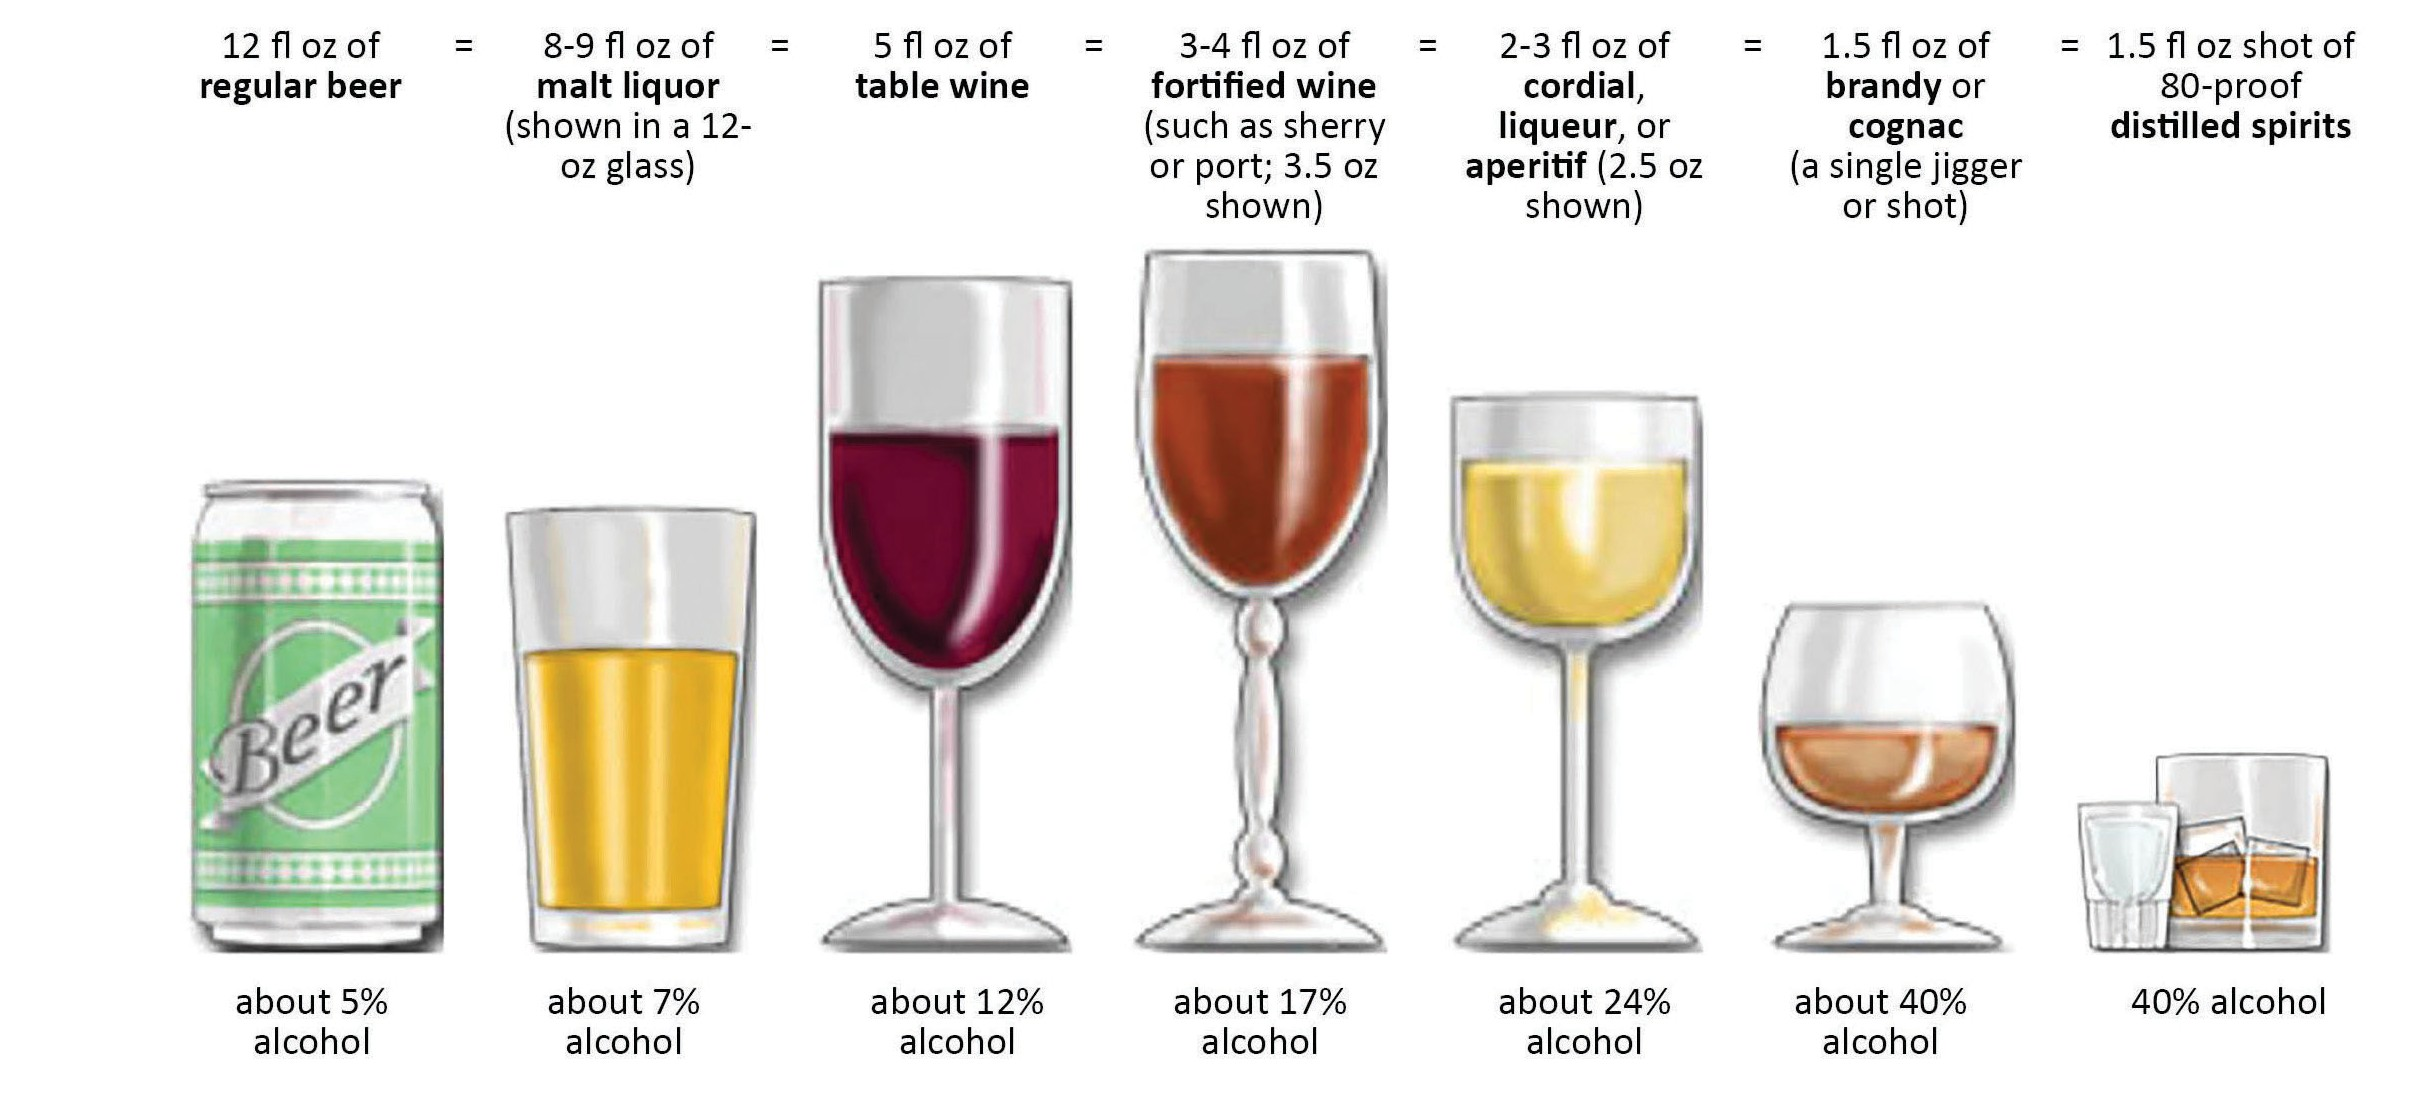 12 fl oz of
regular beer
=
8-9 fl oz of
malt liquor
(shown in a 12-
oz glass)
=
5 fl oz of
table wine
=
3-4 fl oz of
fortified wine
(such as sherry
or port; 3.5 oz
shown)
=
2-3 fl oz of
cordial,
liqueur, or
aperitif (2.5 oz
shown)
=
1.5 fl oz of
brandy or
cognac
(a single jigger
or shot)
=
1.5 fl oz shot of
80-proof
distilled spirits
Beer
about 5%
alcohol
about 7%
alcohol
about 12%
alcohol
about 17%
alcohol
about 24%
alcohol
about 40%
alcohol
40% alcohol